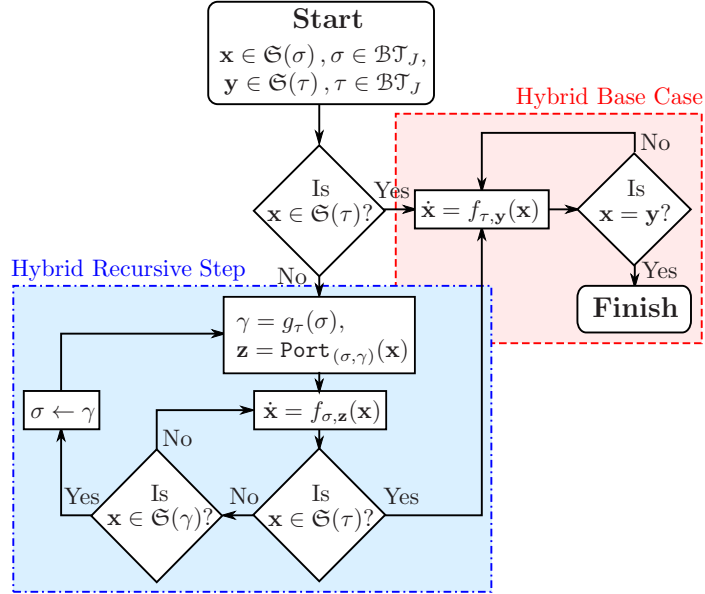 Start
𝐱 ∈ 𝔖(σ) , σ ∈ ℬ𝒯_J,
𝐲 ∈ 𝔖(τ) , τ ∈ ℬ𝒯_J
Hybrid Base Case
No
Is
𝐱 ∈ 𝔖(τ)?
Yes
𝐱̇ = f_{τ,𝐲}(𝐱)
Is
𝐱 = 𝐲?
Yes
Finish
Hybrid Recursive Step
No
γ = g_τ(σ),
𝐳 = Port_{(σ,γ)}(𝐱)
σ ← γ
𝐱̇ = f_{σ,𝐳}(𝐱)
No
Yes
Is
𝐱 ∈ 𝔖(γ)?
No
Is
𝐱 ∈ 𝔖(τ)?
Yes